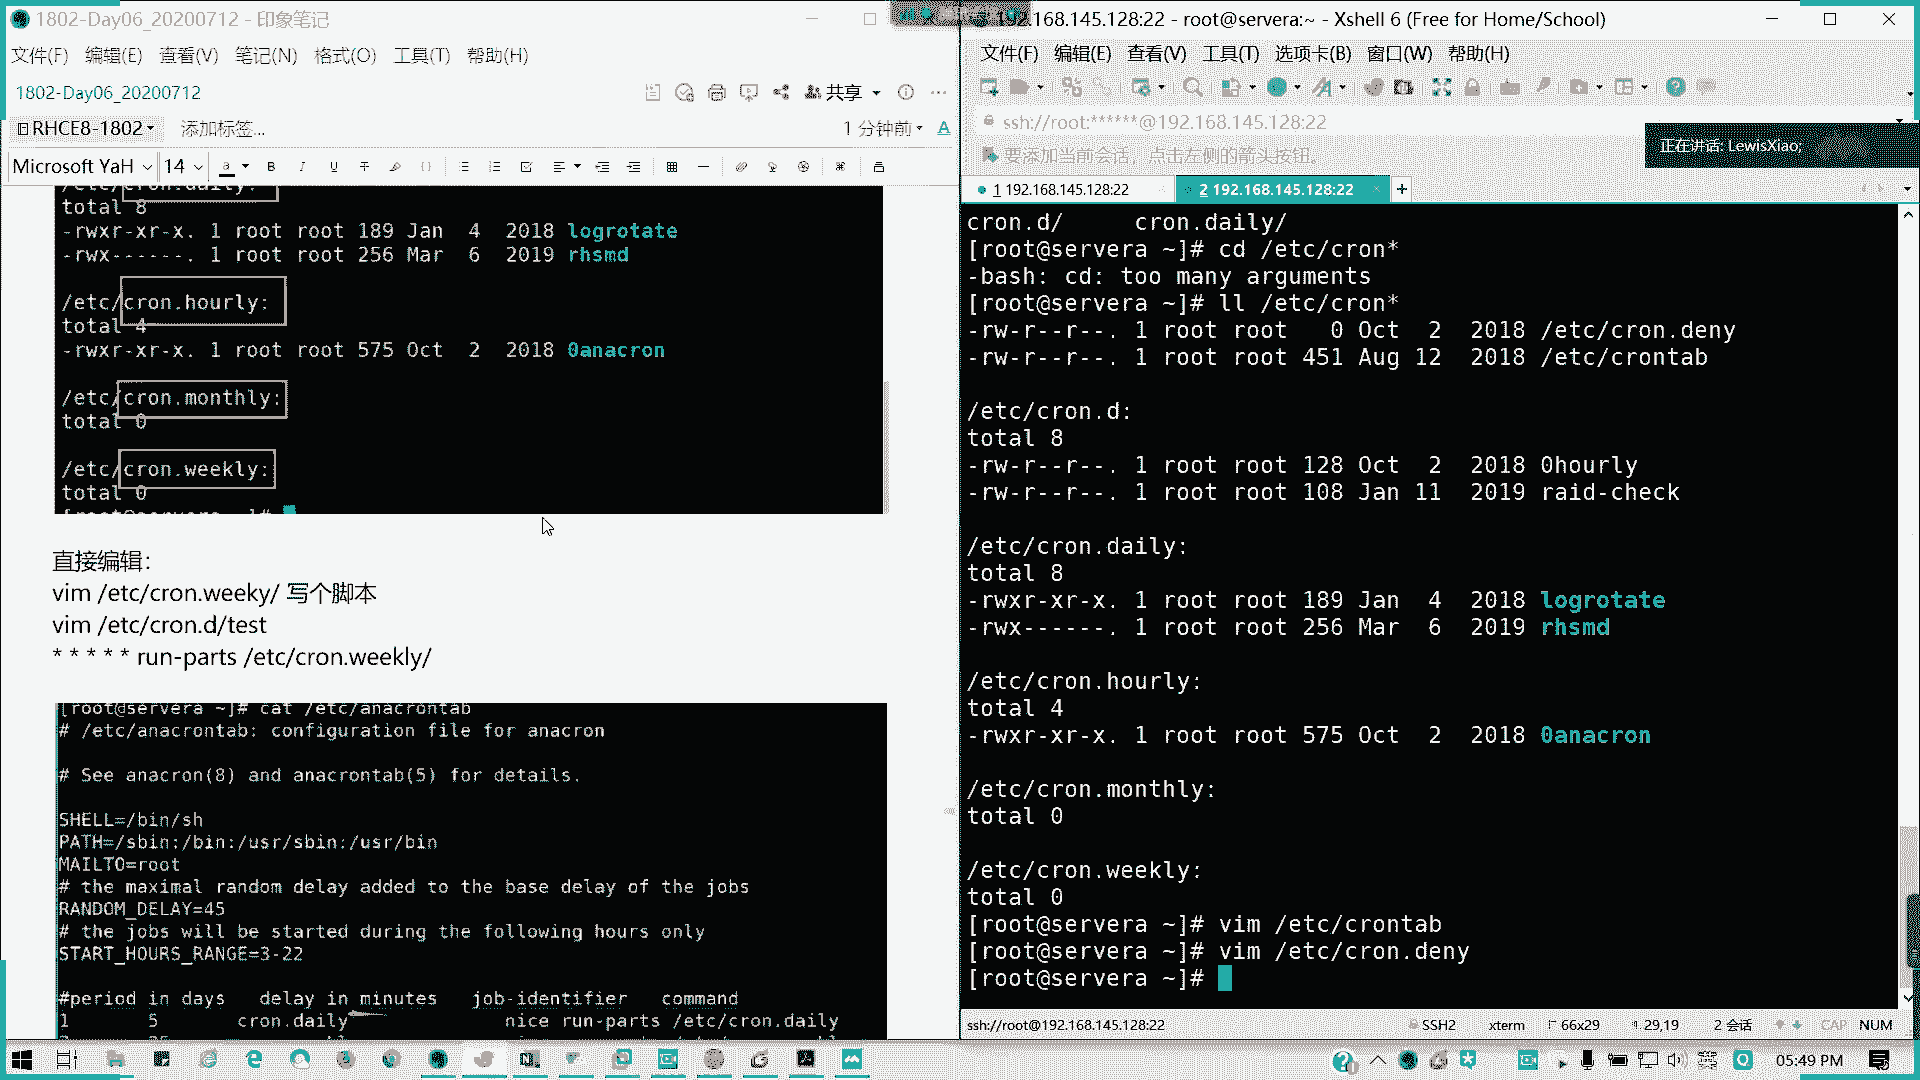 1802-Day06_20200712 - 印象笔记
文件(F) 编辑(E) 查看(V) 笔记(N) 格式(O) 工具(T) 帮助(H)
1802-Day06_20200712
共享
RHCE8-1802
添加标签...
1 分钟前
Microsoft YaH 14
/etc/cron.daily:
total 8
-rwxr-xr-x. 1 root root 189 Jan 4 2018 logrotate
-rwx------. 1 root root 256 Mar 6 2019 rhsmd
/etc/cron.hourly:
total 4
-rwxr-xr-x. 1 root root 575 Oct 2 2018 0anacron
/etc/cron.monthly:
total 0
/etc/cron.weekly:
total 0
直接编辑：
vim /etc/cron.weeky/ 写个脚本
vim /etc/cron.d/test
* * * * * run-parts /etc/cron.weekly/
[root@servera ~]# cat /etc/anacrontab
# /etc/anacrontab: configuration file for anacron
# See anacron(8) and anacrontab(5) for details.
SHELL=/bin/sh
PATH=/sbin:/bin:/usr/sbin:/usr/bin
MAILTO=root
# the maximal random delay added to the base delay of the jobs
RANDOM_DELAY=45
# the jobs will be started during the following hours only
START_HOURS_RANGE=3-22
#period in days delay in minutes job-identifier command
1 5 cron.daily nice run-parts /etc/cron.daily
192.168.145.128:22 - root@servera:~ - Xshell 6 (Free for Home/School)
文件(F) 编辑(E) 查看(V) 工具(T) 选项卡(B) 窗口(W) 帮助(H)
ssh://root:******@192.168.145.128:22
要添加当前会话，点击左侧的箭头按钮。
正在讲话: LewisXiao;
1 192.168.145.128:22
2 192.168.145.128:22
cron.d/ cron.daily/
[root@servera ~]# cd /etc/cron*
-bash: cd: too many arguments
[root@servera ~]# ll /etc/cron*
-rw-r--r--. 1 root root 0 Oct 2 2018 /etc/cron.deny
-rw-r--r--. 1 root root 451 Aug 12 2018 /etc/crontab
/etc/cron.d:
total 8
-rw-r--r--. 1 root root 128 Oct 2 2018 0hourly
-rw-r--r--. 1 root root 108 Jan 11 2019 raid-check
/etc/cron.daily:
total 8
-rwxr-xr-x. 1 root root 189 Jan 4 2018 logrotate
-rwx------. 1 root root 256 Mar 6 2019 rhsmd
/etc/cron.hourly:
total 4
-rwxr-xr-x. 1 root root 575 Oct 2 2018 0anacron
/etc/cron.monthly:
total 0
/etc/cron.weekly:
total 0
[root@servera ~]# vim /etc/crontab
[root@servera ~]# vim /etc/cron.deny
[root@servera ~]#
ssh://root@192.168.145.128:22 SSH2 xterm 66x29 29,19 2 会话 CAP NUM
05:49 PM